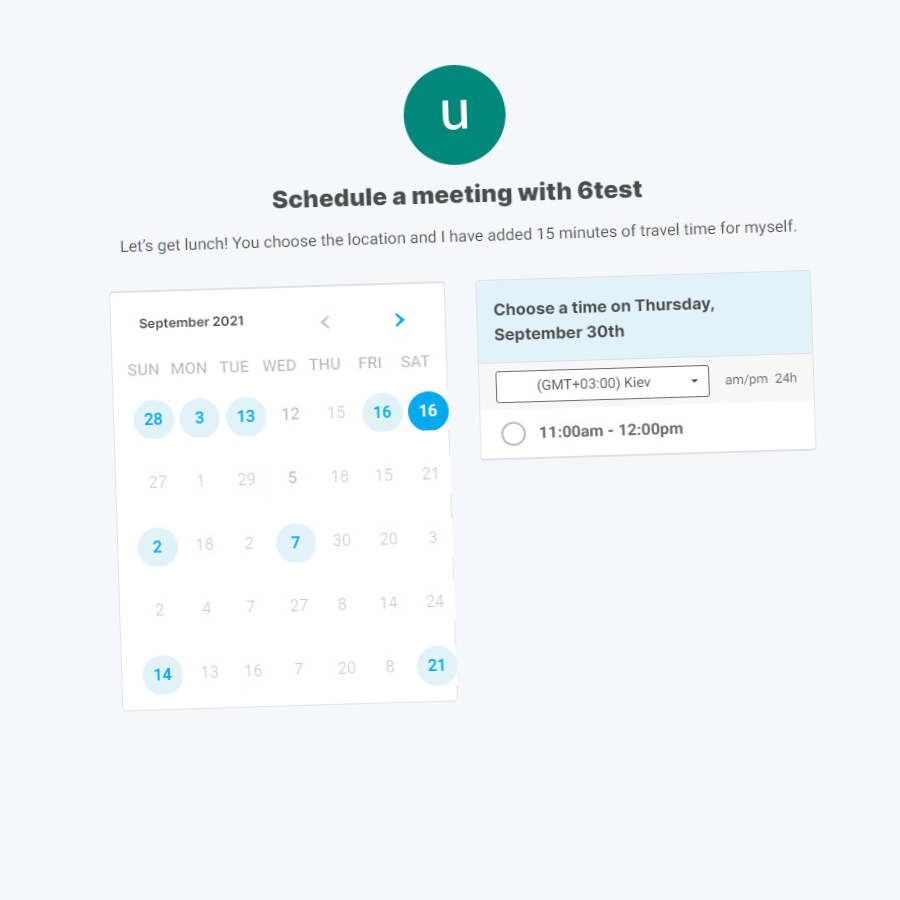 u
Schedule a meeting with 6test
Let's get lunch! You choose the location and I have added 15 minutes of travel time for myself.
September 2021
SUN MON TUE WED THU FRI SAT
28 3 13 12 15 16 16
27 1 29 5 18 15 21
2 18 2 7 30 20 3
2 4 7 27 8 14 24
14 13 16 7 20 8 21
Choose a time on Thursday,
September 30th
(GMT+03:00) Kiev am/pm 24h
11:00am - 12:00pm